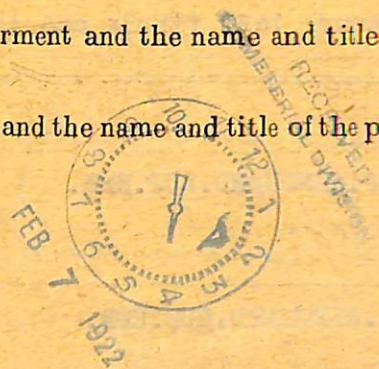 rment and the name and title
and the name and title of the p
RECEIVED
CEMETERIAL DIVISION
10 12 1 2 3 4 5 6 7 8
FEB 7 1922